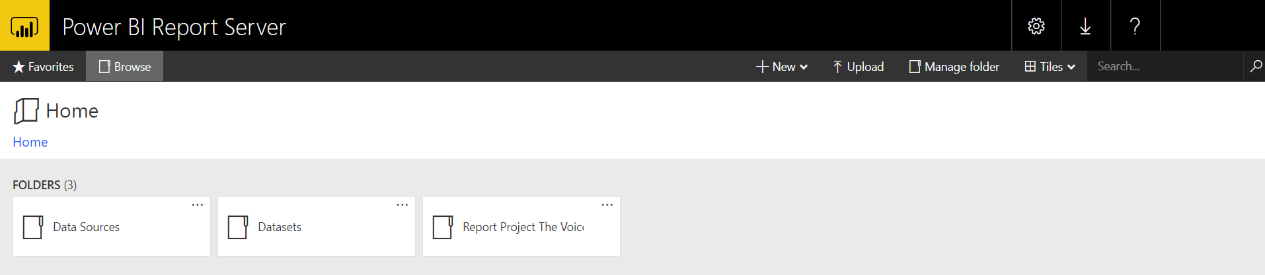 Power BI Report Server
?
Favorites Browse New Upload Manage folder Tiles Search...
Home
Home
FOLDERS (3)
Data Sources ... Datasets ... Report Project The Voice ...